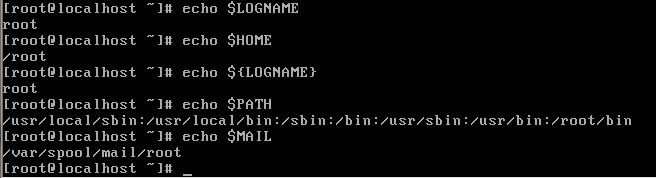 [root@localhost ~]# echo $LOGNAME
root
[root@localhost ~]# echo $HOME
/root
[root@localhost ~]# echo ${LOGNAME}
root
[root@localhost ~]# echo $PATH
/usr/local/sbin:/usr/local/bin:/sbin:/bin:/usr/sbin:/usr/bin:/root/bin
[root@localhost ~]# echo $MAIL
/var/spool/mail/root
[root@localhost ~]# _